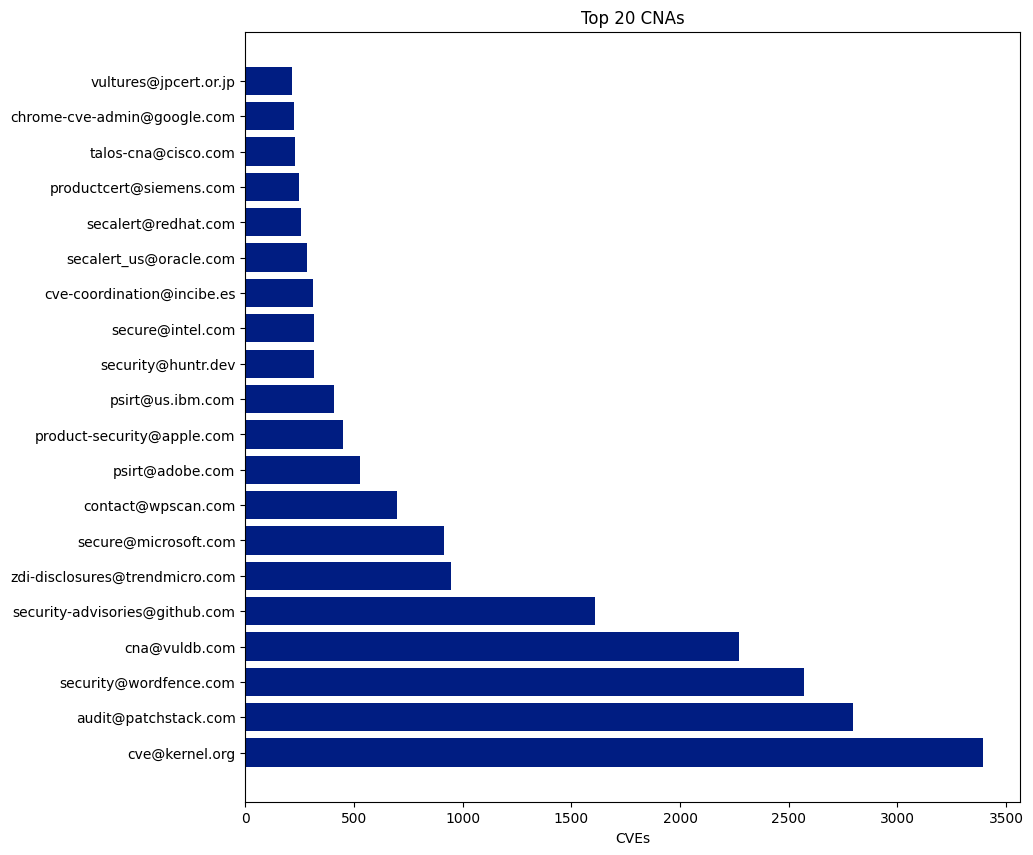 Top 20 CNAs
vultures@jpcert.or.jp
chrome-cve-admin@google.com
talos-cna@cisco.com
productcert@siemens.com
secalert@redhat.com
secalert_us@oracle.com
cve-coordination@incibe.es
secure@intel.com
security@huntr.dev
psirt@us.ibm.com
product-security@apple.com
psirt@adobe.com
contact@wpscan.com
secure@microsoft.com
zdi-disclosures@trendmicro.com
security-advisories@github.com
cna@vuldb.com
security@wordfence.com
audit@patchstack.com
cve@kernel.org
0 500 1000 1500 2000 2500 3000 3500
CVEs